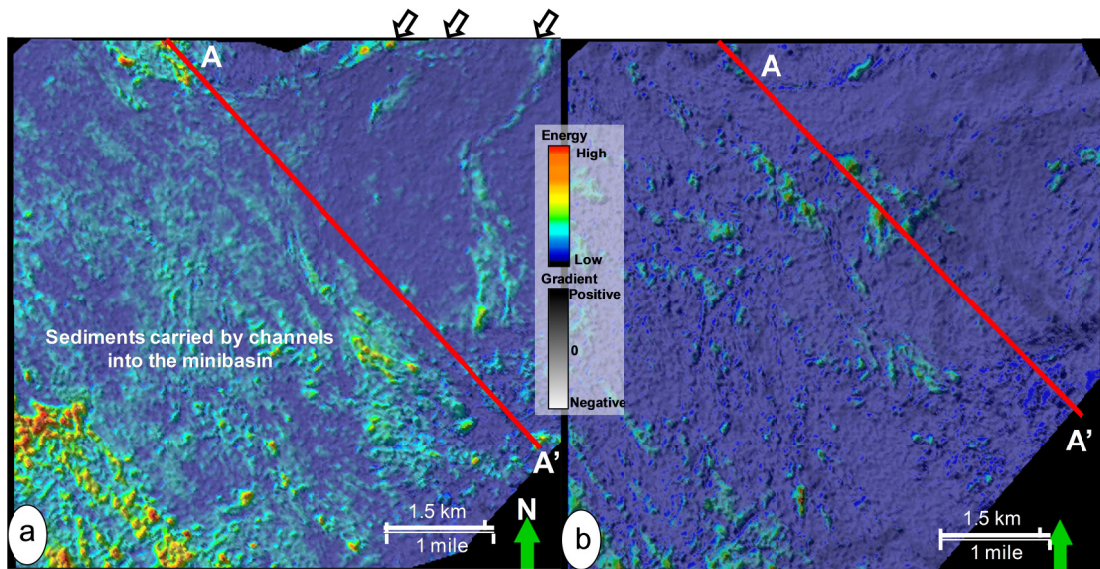 A
Sediments carried by channels
into the minibasin
A'
1.5 km
1 mile
N
a
Energy
High
Low
Gradient
Positive
0
Negative
A
A'
1.5 km
1 mile
b